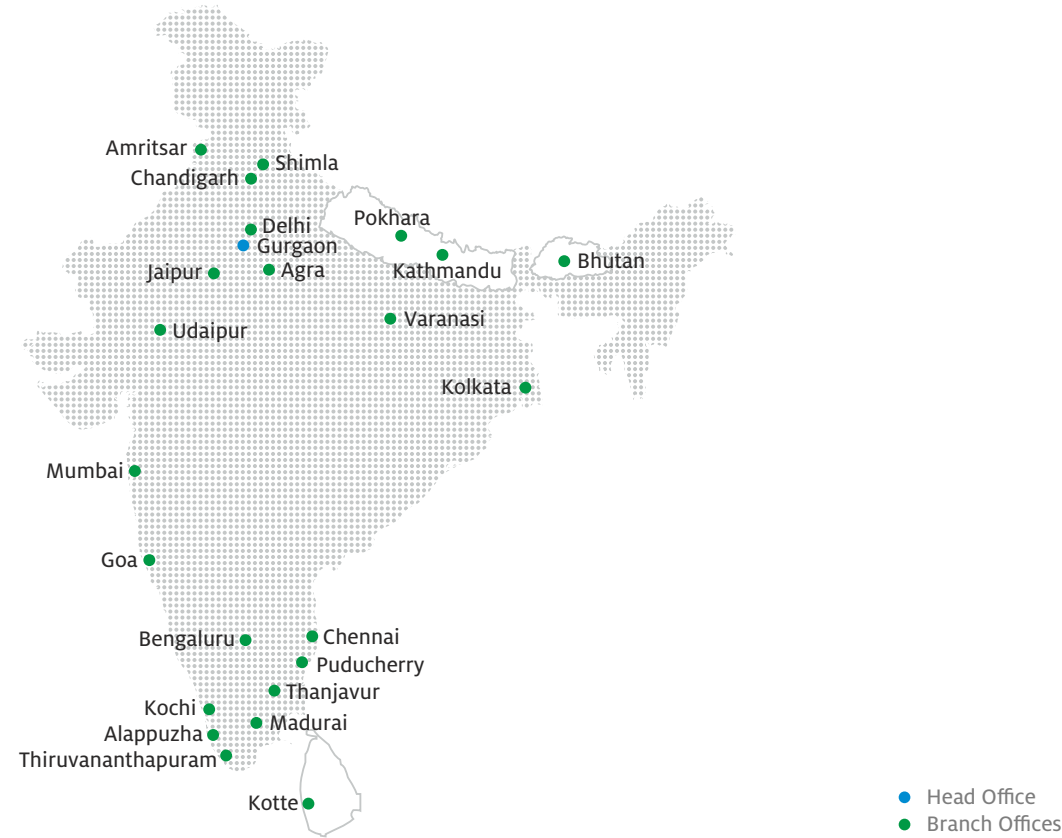 Amritsar
Shimla
Chandigarh
Pokhara
Delhi
Gurgaon
Bhutan
Kathmandu
Jaipur
Agra
Varanasi
Udaipur
Kolkata
Mumbai
Goa
Bengaluru
Chennai
Puducherry
Thanjavur
Kochi
Madurai
Alappuzha
Thiruvananthapuram
Kotte
Head Office
Branch Offices